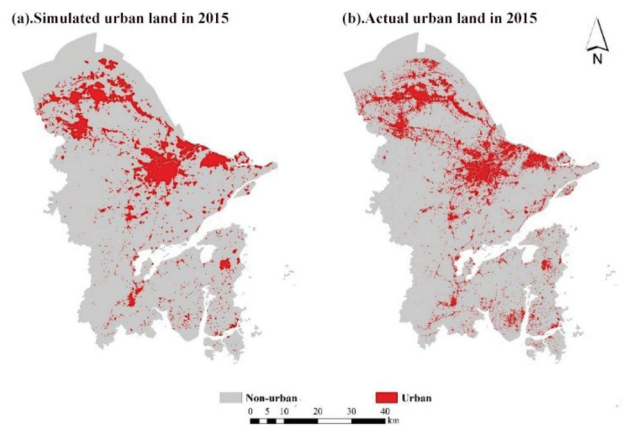 (a).Simulated urban land in 2015
(b).Actual urban land in 2015
N
Non-urban
Urban
0 5 10 20 30 40
km